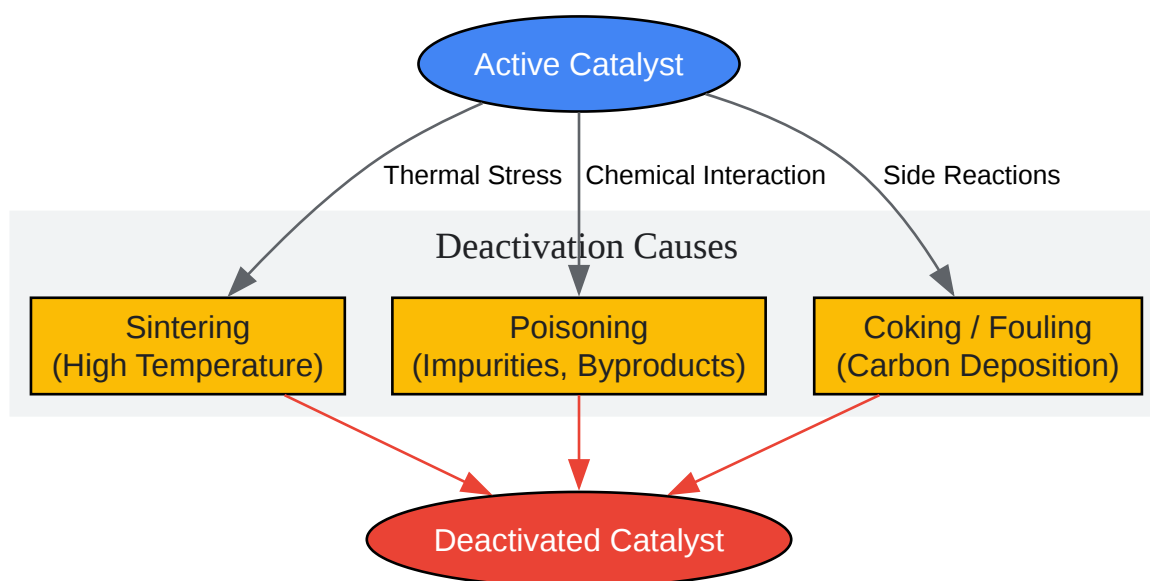 Active Catalyst
Thermal Stress
Chemical Interaction
Side Reactions
Deactivation Causes
Sintering
(High Temperature)
Poisoning
(Impurities, Byproducts)
Coking / Fouling
(Carbon Deposition)
Deactivated Catalyst